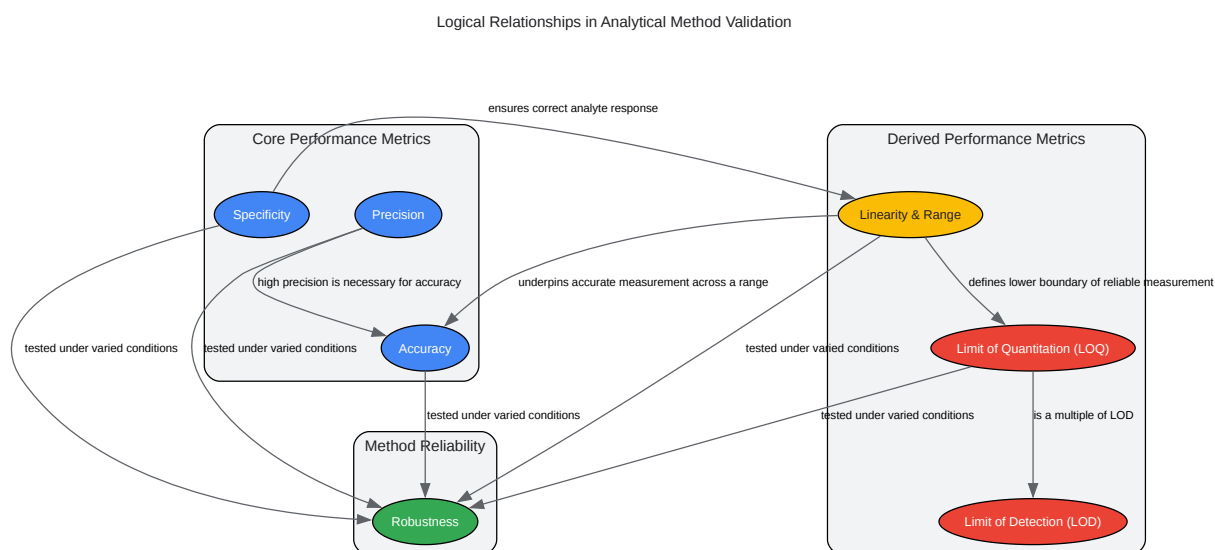 Logical Relationships in Analytical Method Validation
ensures correct analyte response
Core Performance Metrics
Derived Performance Metrics
Specificity
Precision
Linearity & Range
high precision is necessary for accuracy
underpins accurate measurement across a range
defines lower boundary of reliable measurement
tested under varied conditions
tested under varied conditions
Accuracy
tested under varied conditions
Limit of Quantitation (LOQ)
tested under varied conditions
tested under varied conditions
is a multiple of LOD
Method Reliability
Robustness
Limit of Detection (LOD)